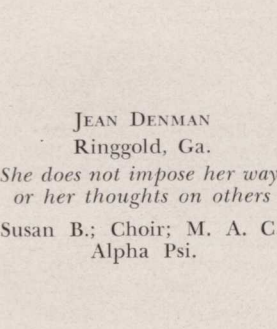 JEAN DENMAN
Ringgold, Ga.
She does not impose her way
or her thoughts on others
Susan B.; Choir; M. A. C
Alpha Psi.